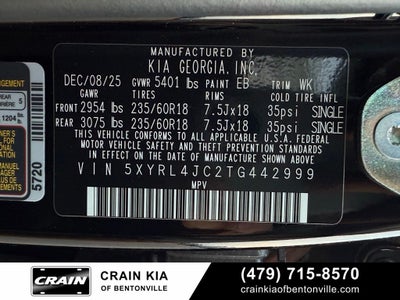 MANUFACTURED BY
KIA GEORGIA, INC.
DEC/08/25 GVWR 5401 lbs PAINT EB TRIM WK
GAWR TIRES RIMS COLD TIRE INFL
FRONT 2954 lbs 235/60R18 7.5Jx18 35psi SINGLE
REAR 3075 lbs 235/60R18 7.5Jx18 35psi SINGLE
THIS VEHICLE CONFORMS TO ALL APPLICABLE U.S. FEDERAL
MOTOR VEHICLE SAFETY AND THEFT PREVENTION STANDARDS
IN EFFECT ON THE DATE OF MANUFACTURE SHOWN ABOVE.
VIN 5XYRL4JC2TG442999
MPV
5720
REAR 5
1204
CRAIN
CRAIN KIA
OF BENTONVILLE
(479) 715-8570
crainkiaofbentonville.com